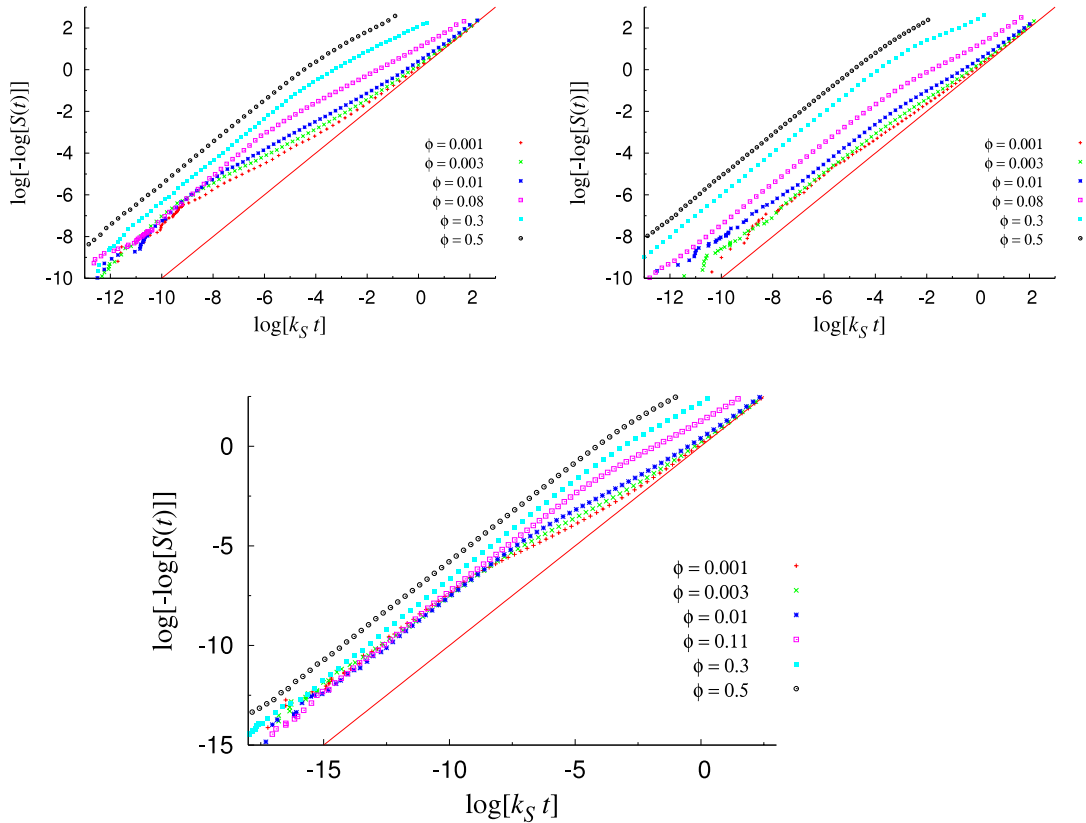 log[-log[S(t)]]
2
0
-2
-4
-6
-8
-10
-12
-10
-8
-6
-4
-2
0
2
log[k_S t]
ϕ = 0.001
ϕ = 0.003
ϕ = 0.01
ϕ = 0.08
ϕ = 0.3
ϕ = 0.5
log[-log[S(t)]]
2
0
-2
-4
-6
-8
-10
-12
-10
-8
-6
-4
-2
0
2
log[k_S t]
ϕ = 0.001
ϕ = 0.003
ϕ = 0.01
ϕ = 0.08
ϕ = 0.3
ϕ = 0.5
log[-log[S(t)]]
0
-5
-10
-15
-15
-10
-5
0
log[k_S t]
ϕ = 0.001
ϕ = 0.003
ϕ = 0.01
ϕ = 0.11
ϕ = 0.3
ϕ = 0.5